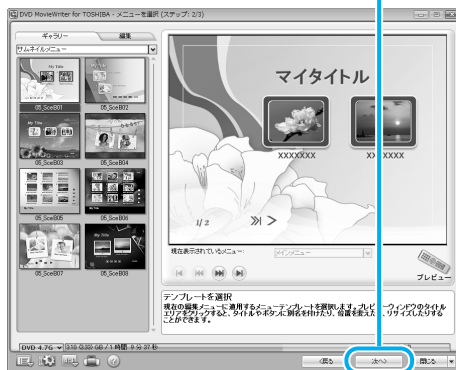 DVD MovieWriter for TOSHIBA - メニューを選択 (ステップ: 2/3)
ギャラリー
編集
サムネイルメニュー
05_SceB01
05_SceB02
05_SceB03
05_SceB04
05_SceB05
05_SceB06
05_SceB07
05_SceB08
マイタイトル
XXXXXXX
XXXXXXX
1/2
現在表示されているメニュー:
メインメニュー
プレビュー
テンプレートを選択
現在の編集メニューに適用するメニューテンプレートを選択します。プレビューウィンドウのタイトル
エリアをクリックすると、タイトルやボタンに別名を付けたり、位置を変えたり、リサイズしたりする
ことができます。
DVD 4.7G
<戻る
次へ>
閉じる